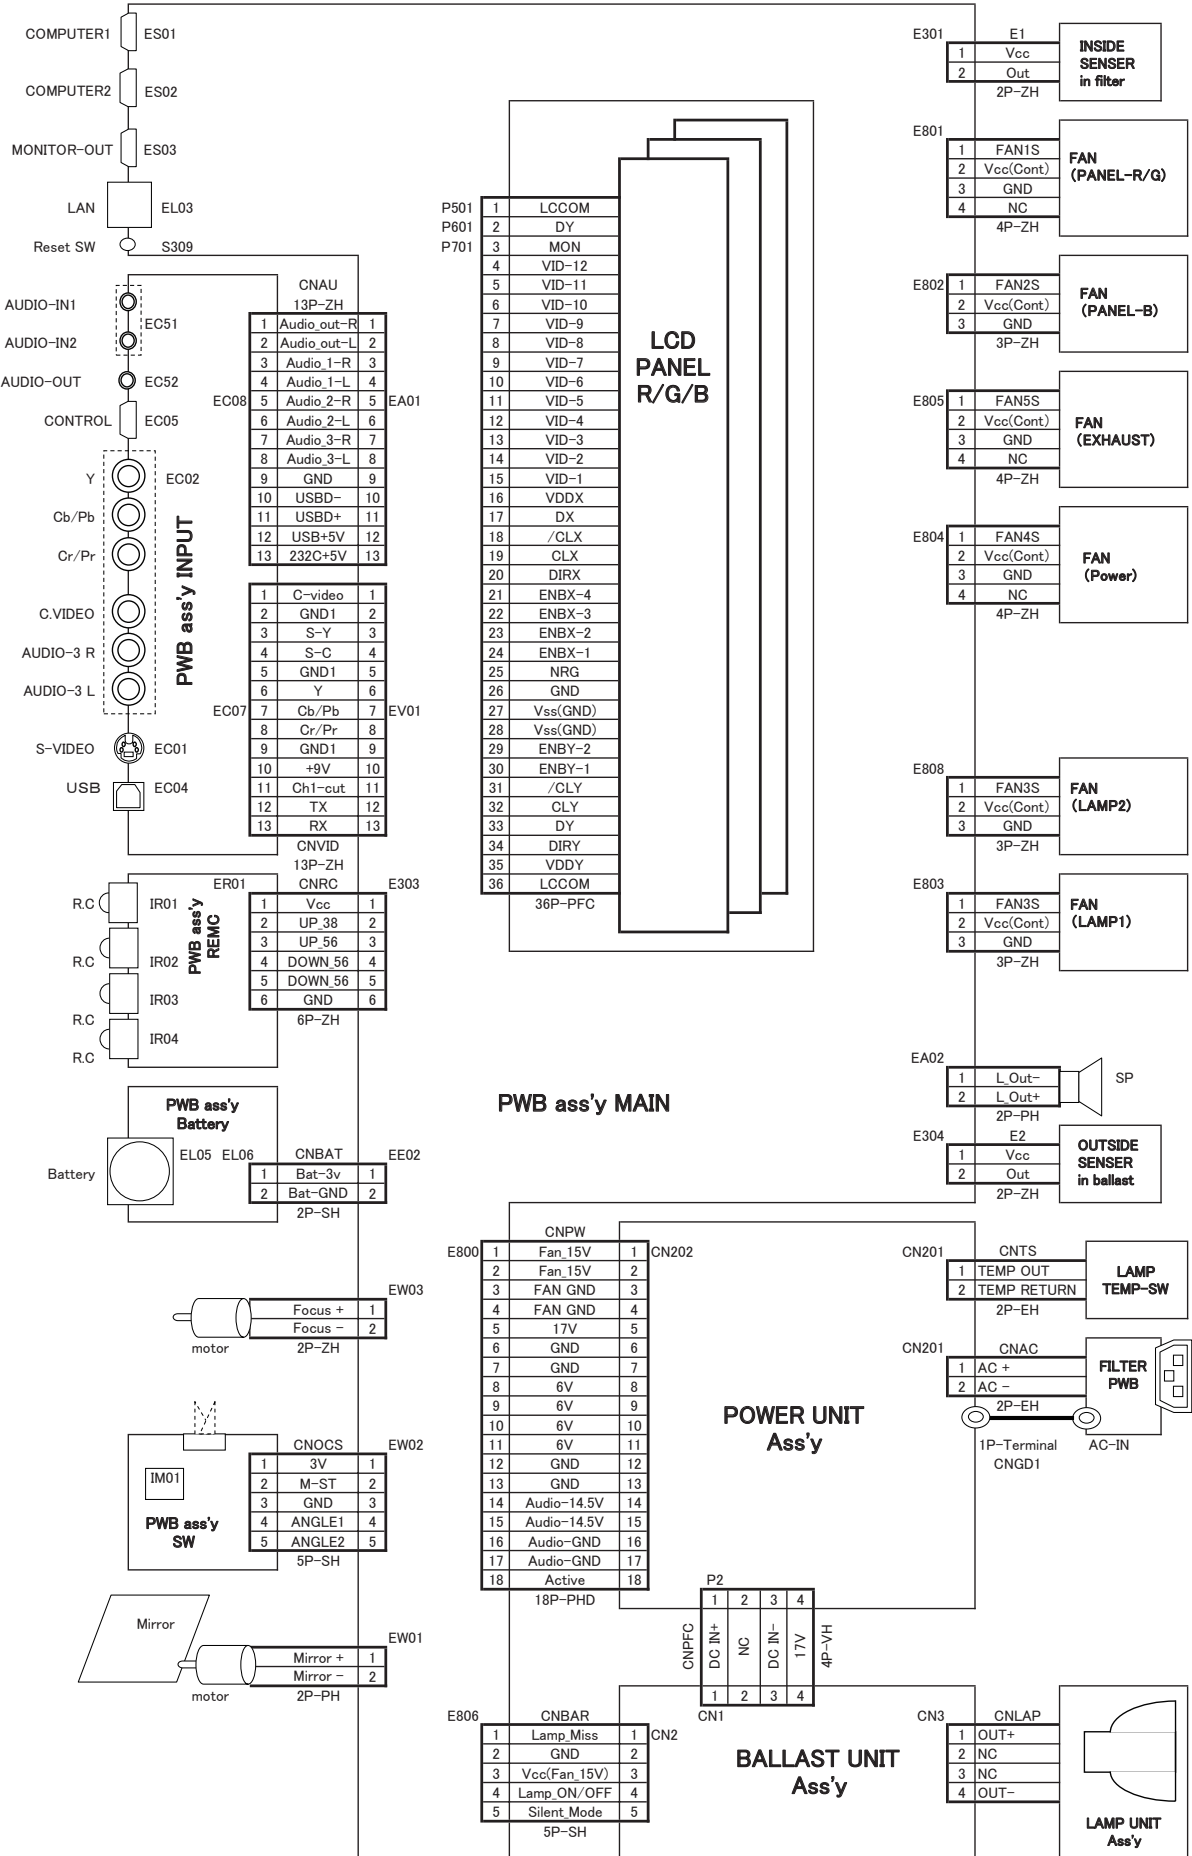 COMPUTER1 ES01
COMPUTER2 ES02
MONITOR-OUT ES03
LAN EL03
Reset SW S309
AUDIO-IN1
EC51
AUDIO-IN2
AUDIO-OUT EC52
CONTROL EC05
Y EC02
Cb/Pb
Cr/Pr
C.VIDEO
AUDIO-3 R
AUDIO-3 L
S-VIDEO EC01
USB EC04
PWB ass'y INPUT
CNAU
13P-ZH
EC08 EA01
1 Audio_out-R 1
2 Audio_out-L 2
3 Audio_1-R 3
4 Audio_1-L 4
5 Audio_2-R 5
6 Audio_2-L 6
7 Audio_3-R 7
8 Audio_3-L 8
9 GND 9
10 USBD- 10
11 USBD+ 11
12 USB+5V 12
13 232C+5V 13
EC07 EV01
1 C-video 1
2 GND1 2
3 S-Y 3
4 S-C 4
5 GND1 5
6 Y 6
7 Cb/Pb 7
8 Cr/Pr 8
9 GND1 9
10 +9V 10
11 Ch1-cut 11
12 TX 12
13 RX 13
CNVID
13P-ZH
R.C IR01
R.C IR02
R.C IR03
R.C IR04
PWB ass'y
REMC
ER01 CNRC E303
1 Vcc 1
2 UP_38 2
3 UP_56 3
4 DOWN_56 4
5 DOWN_56 5
6 GND 6
6P-ZH
PWB ass'y
Battery
Battery EL05
EL06 CNBAT EE02
1 Bat-3v 1
2 Bat-GND 2
2P-SH
EW03
Focus + 1
Focus - 2
motor 2P-ZH
IM01
PWB ass'y
SW
CNOCS EW02
1 3V 1
2 M-ST 2
3 GND 3
4 ANGLE1 4
5 ANGLE2 5
5P-SH
Mirror
EW01
Mirror + 1
Mirror - 2
motor 2P-PH
P501
P601
P701
1 LCCOM
2 DY
3 MON
4 VID-12
5 VID-11
6 VID-10
7 VID-9
8 VID-8
9 VID-7
10 VID-6
11 VID-5
12 VID-4
13 VID-3
14 VID-2
15 VID-1
16 VDDX
17 DX
18 /CLX
19 CLX
20 DIRX
21 ENBX-4
22 ENBX-3
23 ENBX-2
24 ENBX-1
25 NRG
26 GND
27 Vss(GND)
28 Vss(GND)
29 ENBY-2
30 ENBY-1
31 /CLY
32 CLY
33 DY
34 DIRY
35 VDDY
36 LCCOM
36P-PFC
LCD
PANEL
R/G/B
PWB ass'y MAIN
E301 E1
1 Vcc
2 Out
2P-ZH
INSIDE
SENSER
in filter
E801
1 FAN1S
2 Vcc(Cont)
3 GND
4 NC
4P-ZH
FAN
(PANEL-R/G)
E802
1 FAN2S
2 Vcc(Cont)
3 GND
3P-ZH
FAN
(PANEL-B)
E805
1 FAN5S
2 Vcc(Cont)
3 GND
4 NC
4P-ZH
FAN
(EXHAUST)
E804
1 FAN4S
2 Vcc(Cont)
3 GND
4 NC
4P-ZH
FAN
(Power)
E808
1 FAN3S
2 Vcc(Cont)
3 GND
3P-ZH
FAN
(LAMP2)
E803
1 FAN3S
2 Vcc(Cont)
3 GND
3P-ZH
FAN
(LAMP1)
EA02
1 L_Out-
2 L_Out+
2P-PH
SP
E304 E2
1 Vcc
2 Out
2P-ZH
OUTSIDE
SENSER
in ballast
CNPW
E800 CN202
1 Fan_15V 1
2 Fan_15V 2
3 FAN GND 3
4 FAN GND 4
5 17V 5
6 GND 6
7 GND 7
8 6V 8
9 6V 9
10 6V 10
11 6V 11
12 GND 12
13 GND 13
14 Audio-14.5V 14
15 Audio-14.5V 15
16 Audio-GND 16
17 Audio-GND 17
18 Active 18
18P-PHD
POWER UNIT
Ass'y
CN201 CNTS
1 TEMP OUT
2 TEMP RETURN
2P-EH
LAMP
TEMP-SW
CN201 CNAC
1 AC +
2 AC -
2P-EH
FILTER
PWB
1P-Terminal
CNGD1
AC-IN
P2
1 2 3 4
CNPFC
DC IN+
NC
DC IN-
17V
4P-VH
1 2 3 4
CN1
E806 CNBAR
CN2
1 Lamp_Miss 1
2 GND 2
3 Vcc(Fan_15V) 3
4 Lamp_ON/OFF 4
5 Silent_Mode 5
5P-SH
BALLAST UNIT
Ass'y
CN3 CNLAP
1 OUT+
2 NC
3 NC
4 OUT-
LAMP UNIT
Ass'y